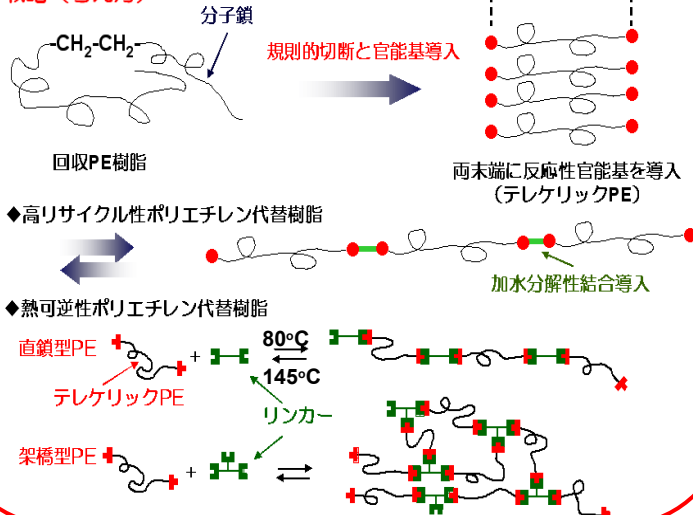 分子鎖
-CH2-CH2-
規則的切断と官能基導入
回収PE樹脂
両末端に反応性官能基を導入
（テレケリックPE）
◆高リサイクル性ポリエチレン代替樹脂
加水分解性結合導入
◆熱可逆性ポリエチレン代替樹脂
直鎖型PE
+
80oC
145oC
テレケリックPE
リンカー
架橋型PE
+